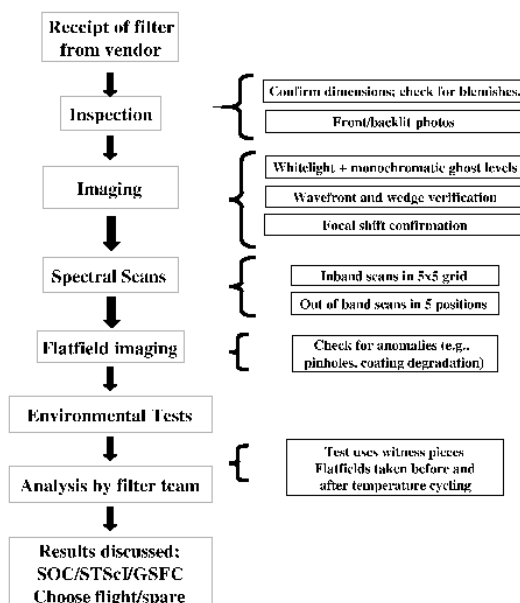 Receipt of filter
from vendor
Inspection
Confirm dimensions; check for blemishes.
Front/backlit photos
Imaging
Whitelight + monochromatic ghost levels
Wavefront and wedge verification
Focal shift confirmation
Spectral Scans
Inband scans in 5x5 grid
Out of band scans in 5 positions
Flatfield imaging
Check for anomalies (e.g.,
pinholes, coating degradation)
Environmental Tests
Test uses witness pieces
Flatfields taken before and
after temperature cycling
Analysis by filter team
Results discussed:
SOC/STScI/GSFC
Choose flight/spare